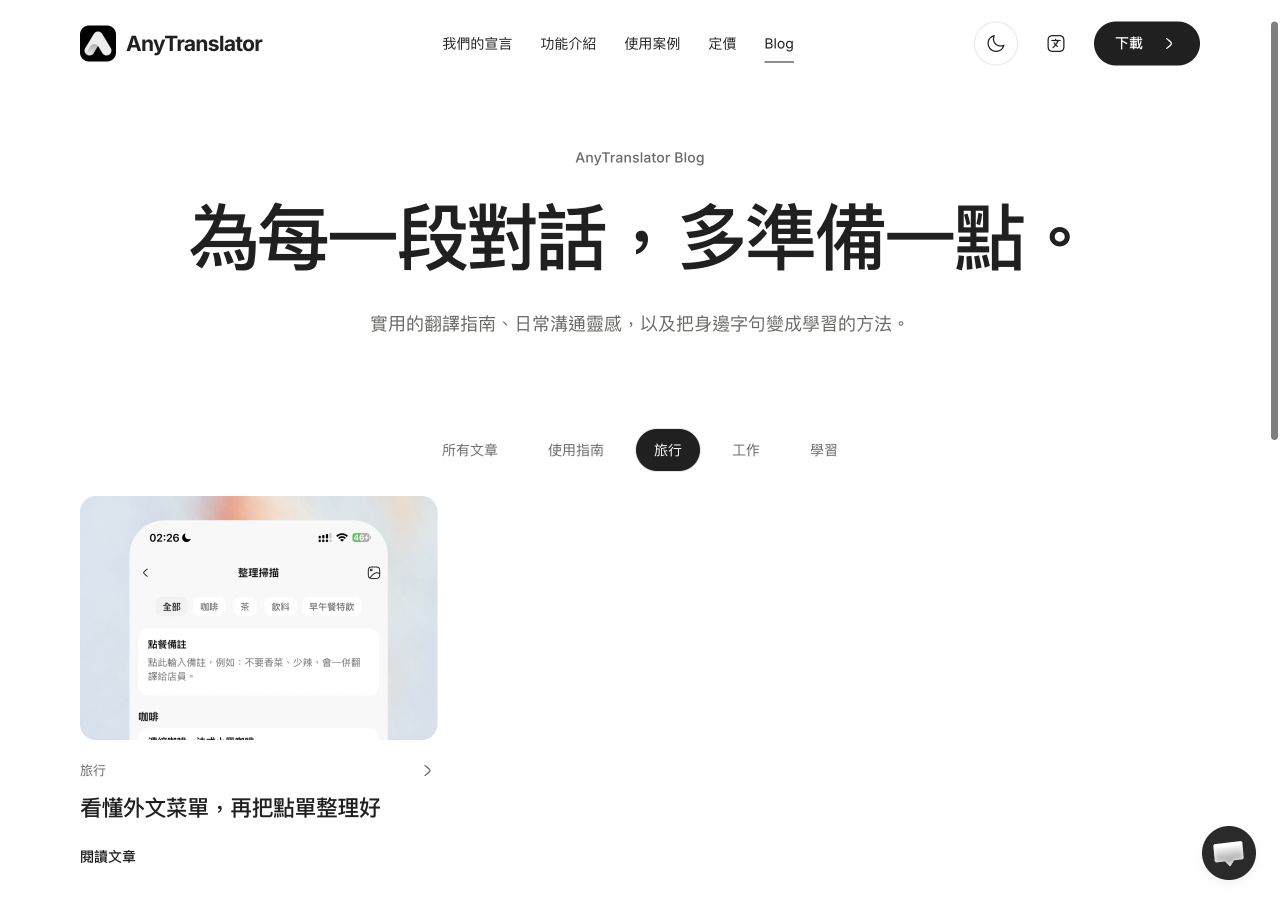 AnyTranslator
我們的宣言
功能介紹
使用案例
定價
Blog
下載
AnyTranslator Blog
為每一段對話，多準備一點。
實用的翻譯指南、日常溝通靈感，以及把身邊字句變成學習的方法。
所有文章
使用指南
旅行
工作
學習
02:26
46
整理掃描
全部
咖啡
茶
飲料
早午餐特飲
點餐備註
點此輸入備註，例如：不要香菜、少辣，會一併翻
譯給店員。
咖啡
旅行
看懂外文菜單，再把點單整理好
閱讀文章